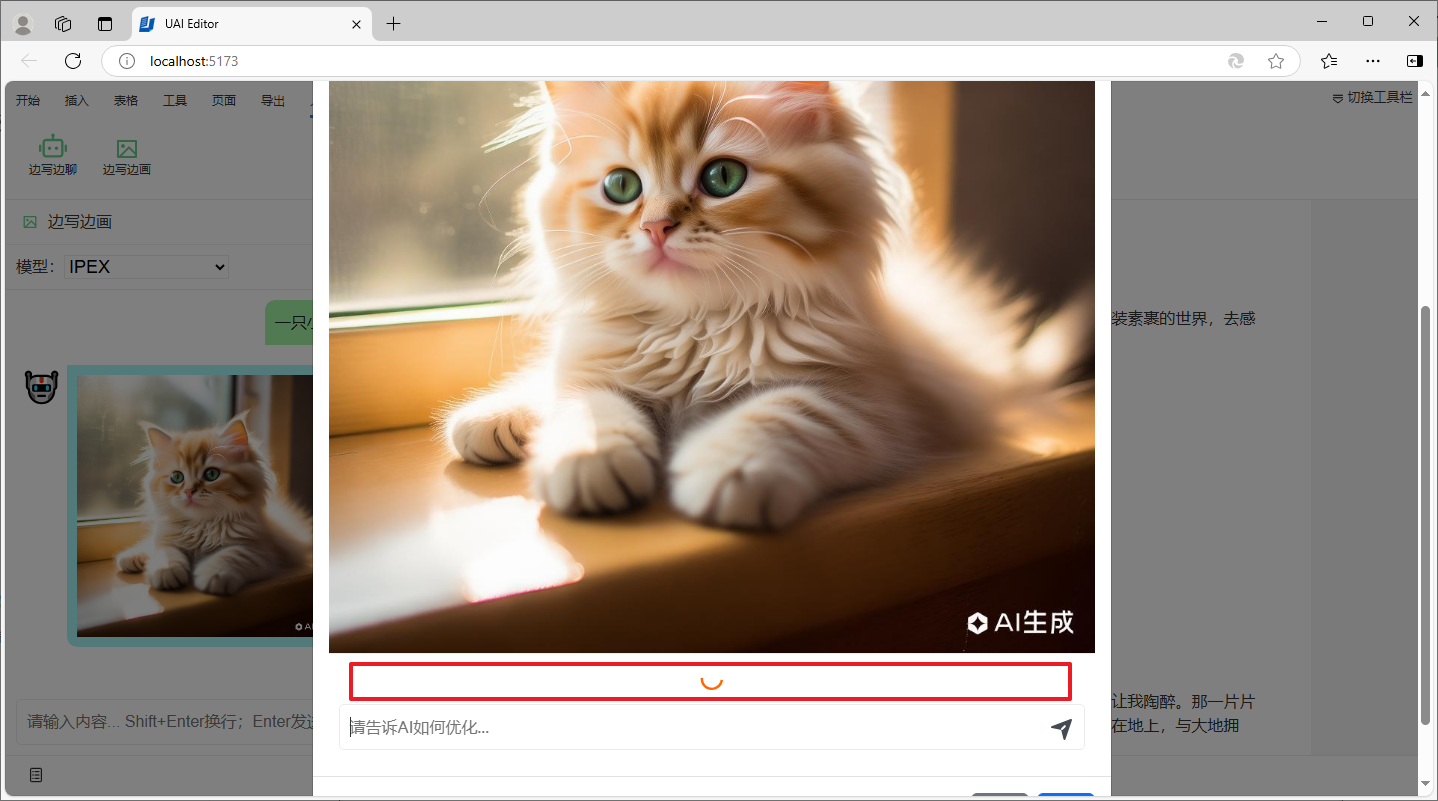 UAI Editor
localhost:5173
开始 插入 表格 工具 页面 导出
切换工具栏
边写边聊 边写边画
边写边画
模型: IPEX
一只
装素裹的世界，去感
AI生成
让我陶醉。那一片片
请输入内容... Shift+Enter换行；Enter发
请告诉AI如何优化...
在地上，与大地拥